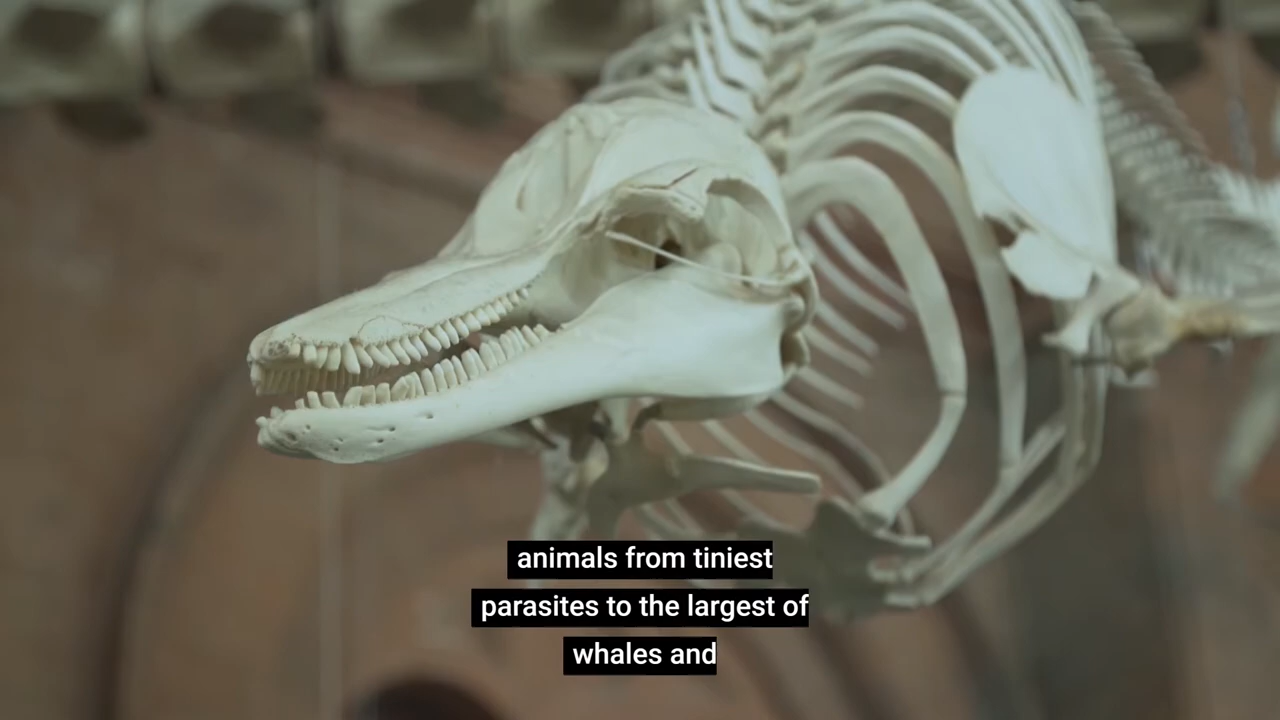 animals from tiniest
parasites to the largest of
whales and